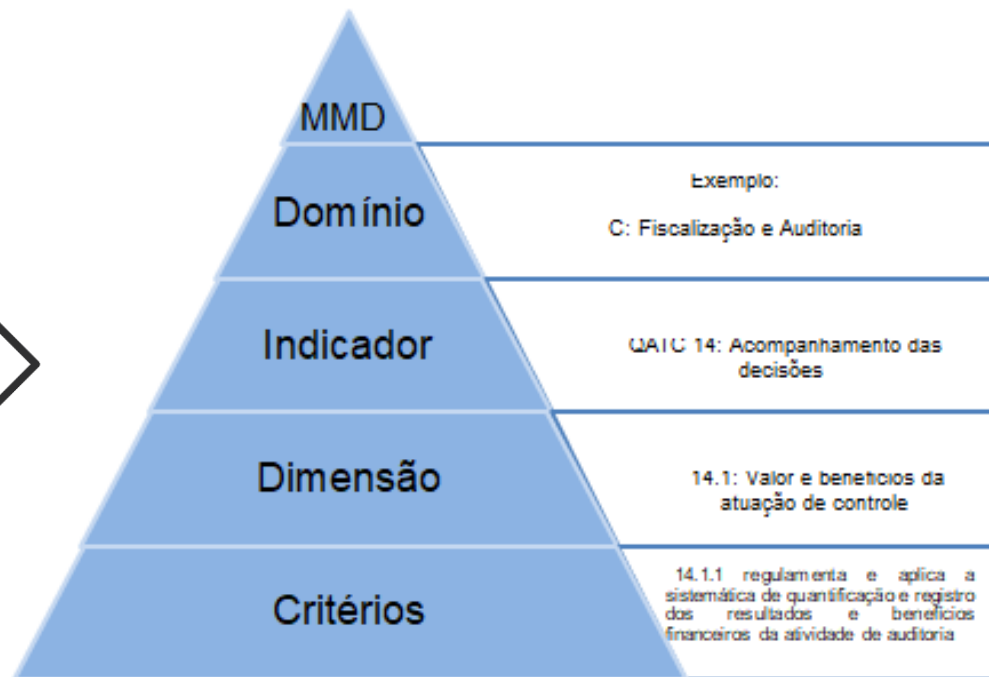 MMD
Domínio
Exemplo:
C: Fiscalização e Auditoria
Indicador
QATC 14: Acompanhamento das
decisões
Dimensão
14.1: Valor e benefícios da
atuação de controle
Critérios
14.1.1 regulamenta e aplica a
sistemática de quantificação e registro
dos resultados e benefícios
financeiros da atividade de auditoria